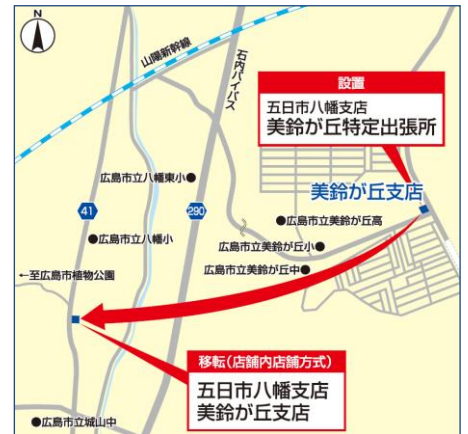 N
山陽新幹線
石内バイパス
設置
五日市八幡支店
美鈴が丘特定出張所
広島市立八幡東小●
美鈴が丘支店
41
290
●広島市立美鈴が丘高
●広島市立八幡小
広島市立美鈴が丘小●
広島市立美鈴が丘中●
←至広島市植物公園
移転(店舗内店舗方式)
五日市八幡支店
美鈴が丘支店
●広島市立城山中